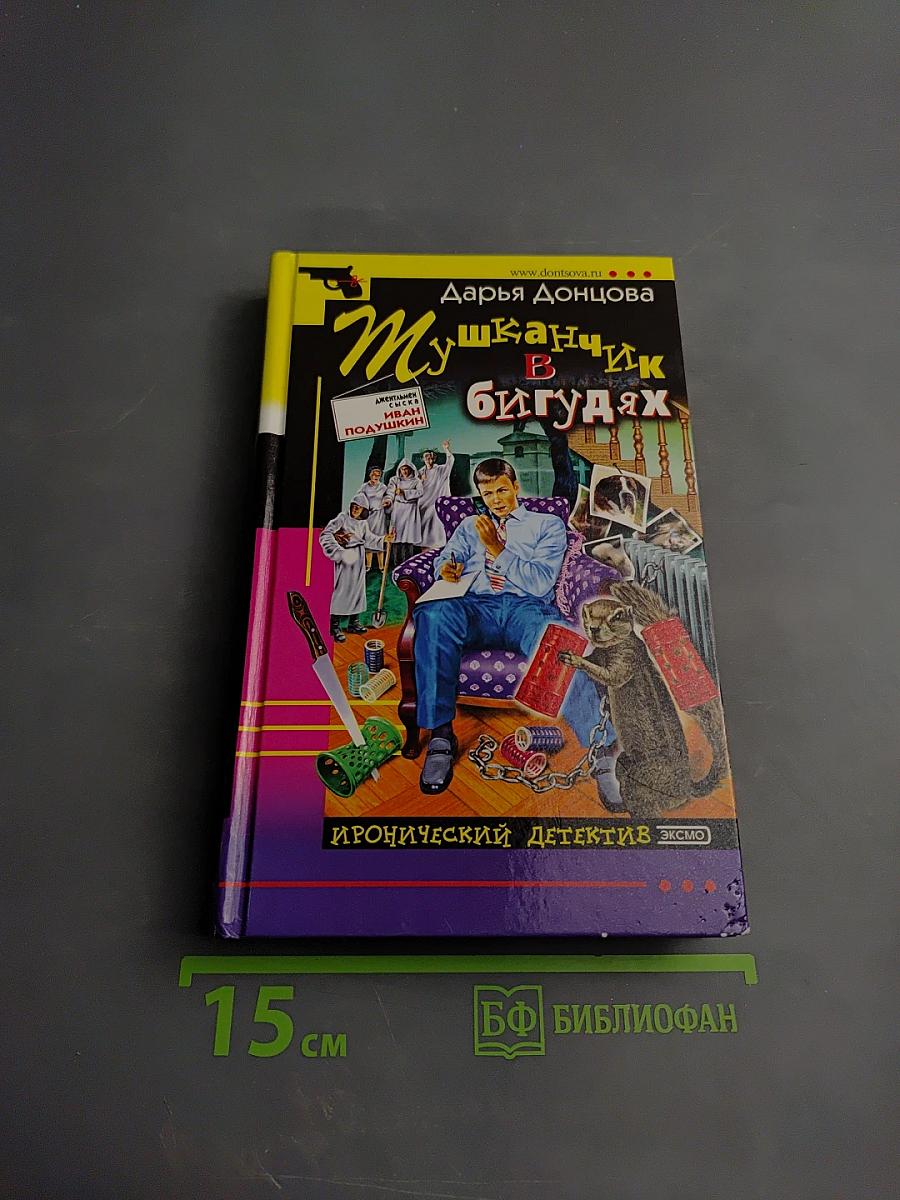 www.dontsova.ru
Дарья Донцова
Тушканчик
в
бигудях
джентльмен
сыска
ИВАН
ПОДУШКИН
ИРОНИЧЕСКИЙ ДЕТЕКТИВ ЭКСМО
15 см
БФ БИБЛИОФАН